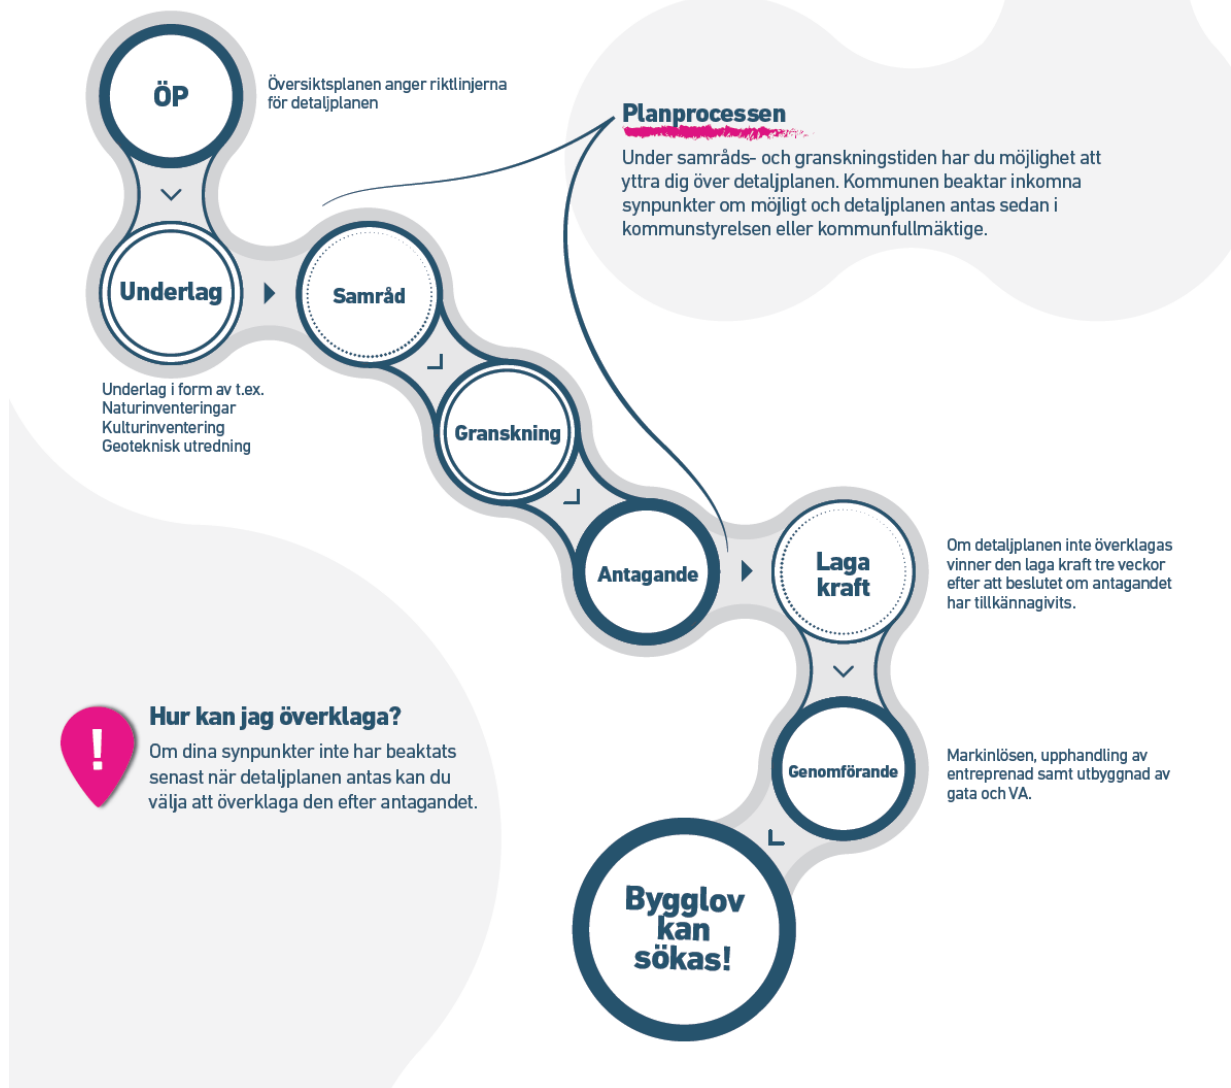 ÖP
Översiktsplanen anger riktlinjerna
för detaljplanen
Planprocessen
Under samråds- och granskningstiden har du möjlighet att
yttra dig över detaljplanen. Kommunen beaktar inkomna
synpunkter om möjligt och detaljplanen antas sedan i
kommunstyrelsen eller kommunfullmäktige.
Underlag
Samråd
Underlag i form av t.ex.
Naturinventeringar
Kulturinventering
Geoteknisk utredning
Granskning
Antagande
Laga
kraft
Om detaljplanen inte överklagas
vinner den laga kraft tre veckor
efter att beslutet om antagandet
har tillkännagivits.
!
Hur kan jag överklaga?
Om dina synpunkter inte har beaktats
senast när detaljplanen antas kan du
välja att överklaga den efter antagandet.
Genomförande
Markinlösen, upphandling av
entreprenad samt utbyggnad av
gata och VA.
Bygglov
kan
sökas!